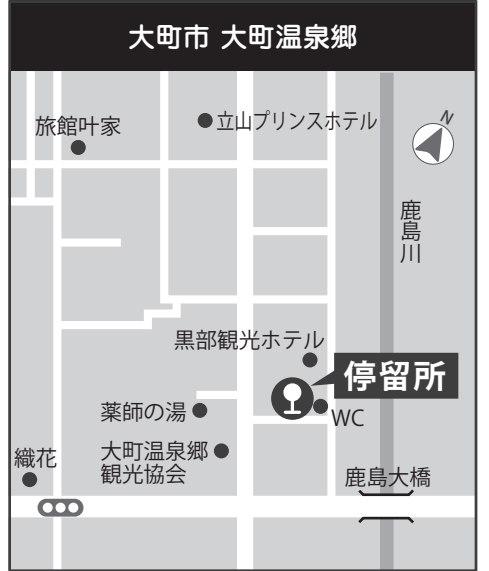 大町市 大町温泉郷
旅館叶家
立山プリンスホテル
N
鹿島川
黒部観光ホテル
停留所
薬師の湯
WC
大町温泉郷
観光協会
織花
鹿島大橋